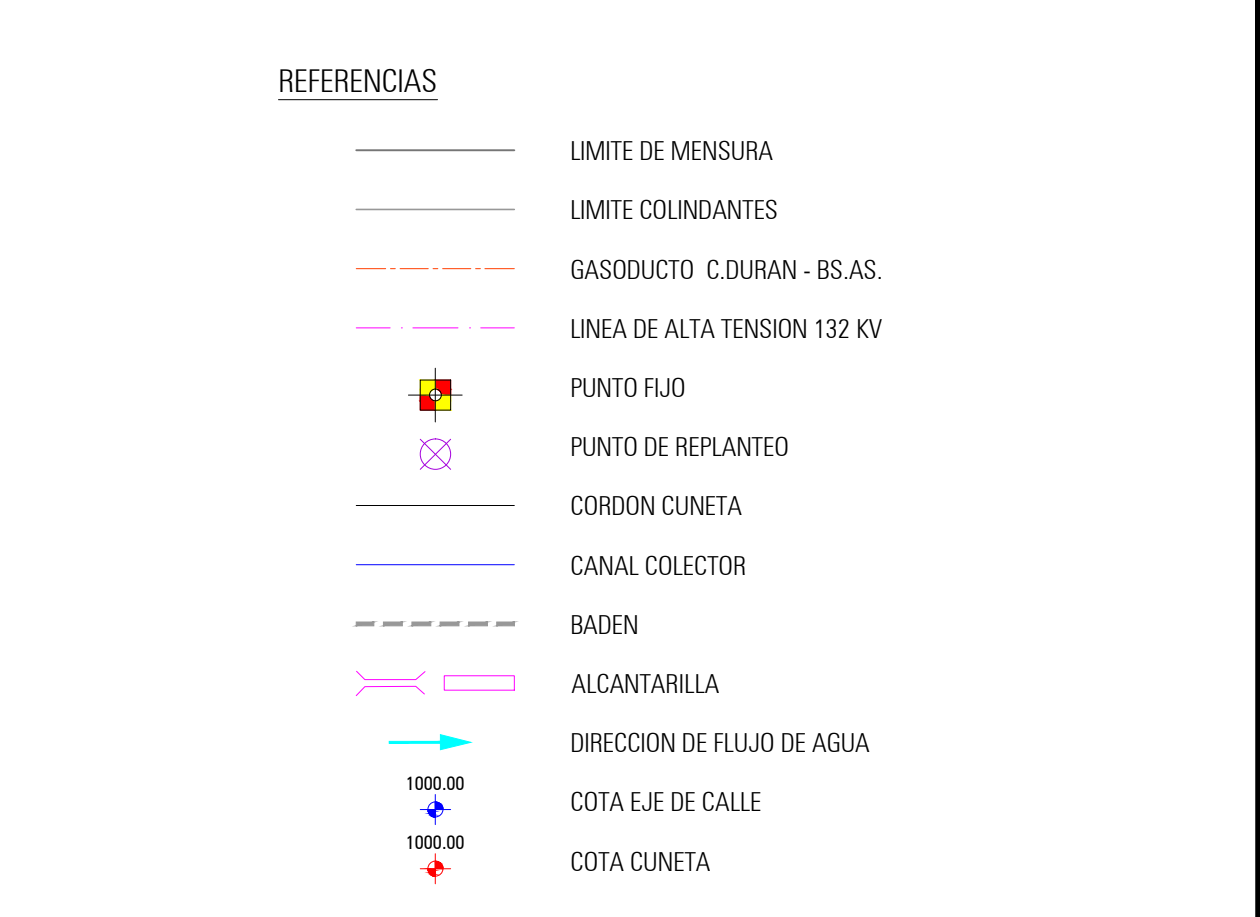 REFERENCIAS
LIMITE DE MENSURA
LIMITE COLINDANTES
GASODUCTO C.DURAN - BS.AS.
LINEA DE ALTA TENSION 132 KV
PUNTO FIJO
PUNTO DE REPLANTEO
CORDON CUNETA
CANAL COLECTOR
BADEN
ALCANTARILLA
DIRECCION DE FLUJO DE AGUA
1000.00
COTA EJE DE CALLE
1000.00
COTA CUNETA